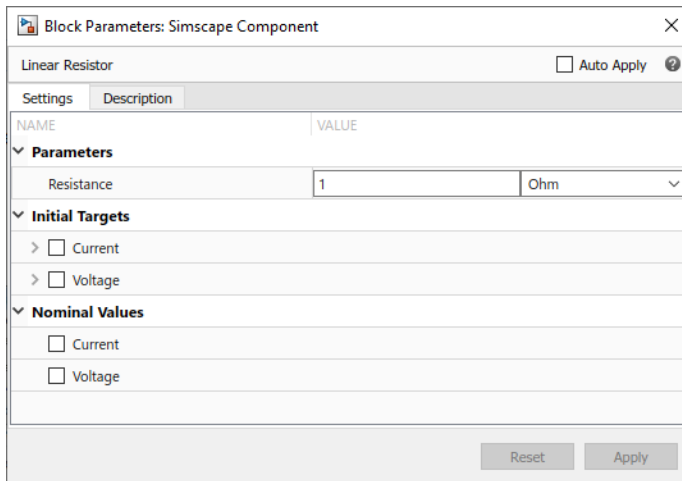 Block Parameters: Simscape Component
Linear Resistor Auto Apply
Settings Description
NAME VALUE
Parameters
Resistance 1 Ohm
Initial Targets
Current
Voltage
Nominal Values
Current
Voltage
Reset Apply